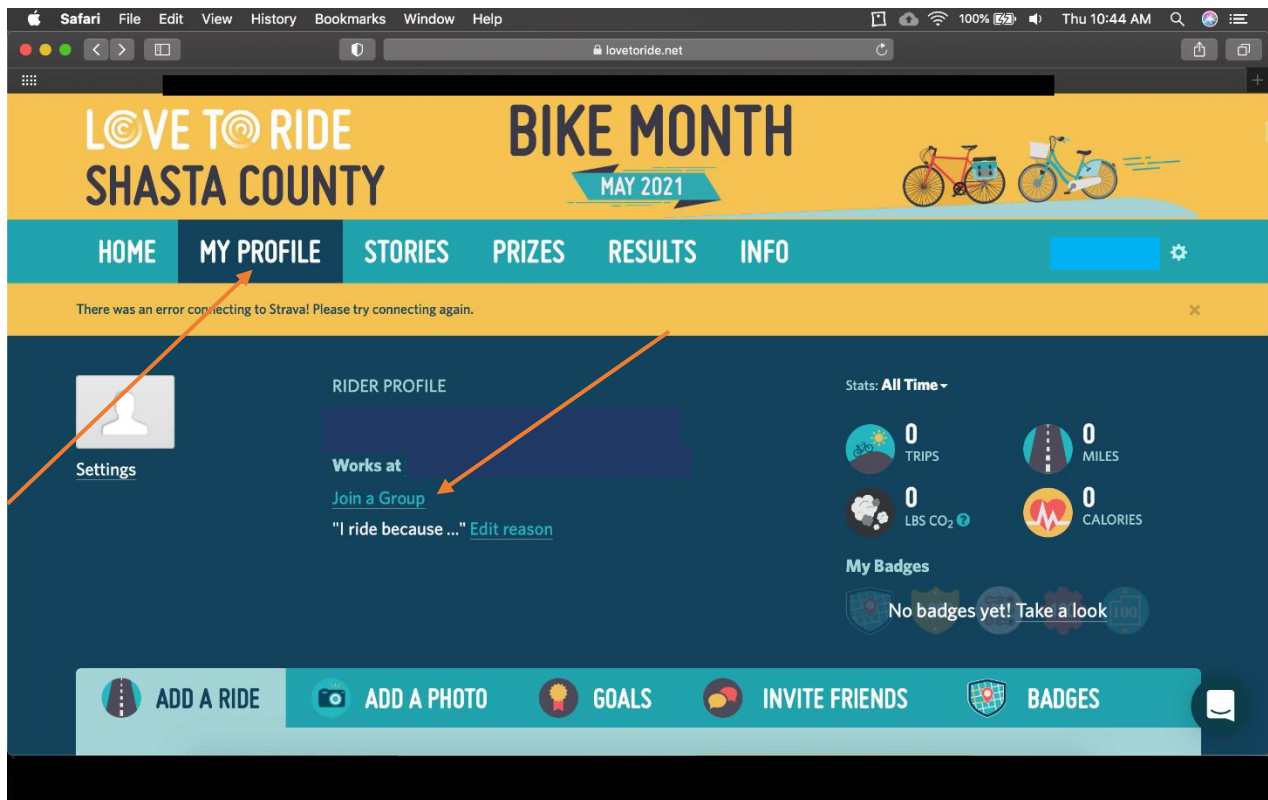 Safari File Edit View History Bookmarks Window Help 100% Thu 10:44 AM
lovetoride.net
LOVE TO RIDE
SHASTA COUNTY
BIKE MONTH
MAY 2021
HOME MY PROFILE STORIES PRIZES RESULTS INFO
There was an error connecting to Strava! Please try connecting again.
RIDER PROFILE
Settings
Works at
Join a Group
"I ride because ..." Edit reason
Stats: All Time
0
TRIPS
0
MILES
0
LBS CO₂ ?
0
CALORIES
My Badges
No badges yet! Take a look
100
ADD A RIDE ADD A PHOTO GOALS INVITE FRIENDS BADGES